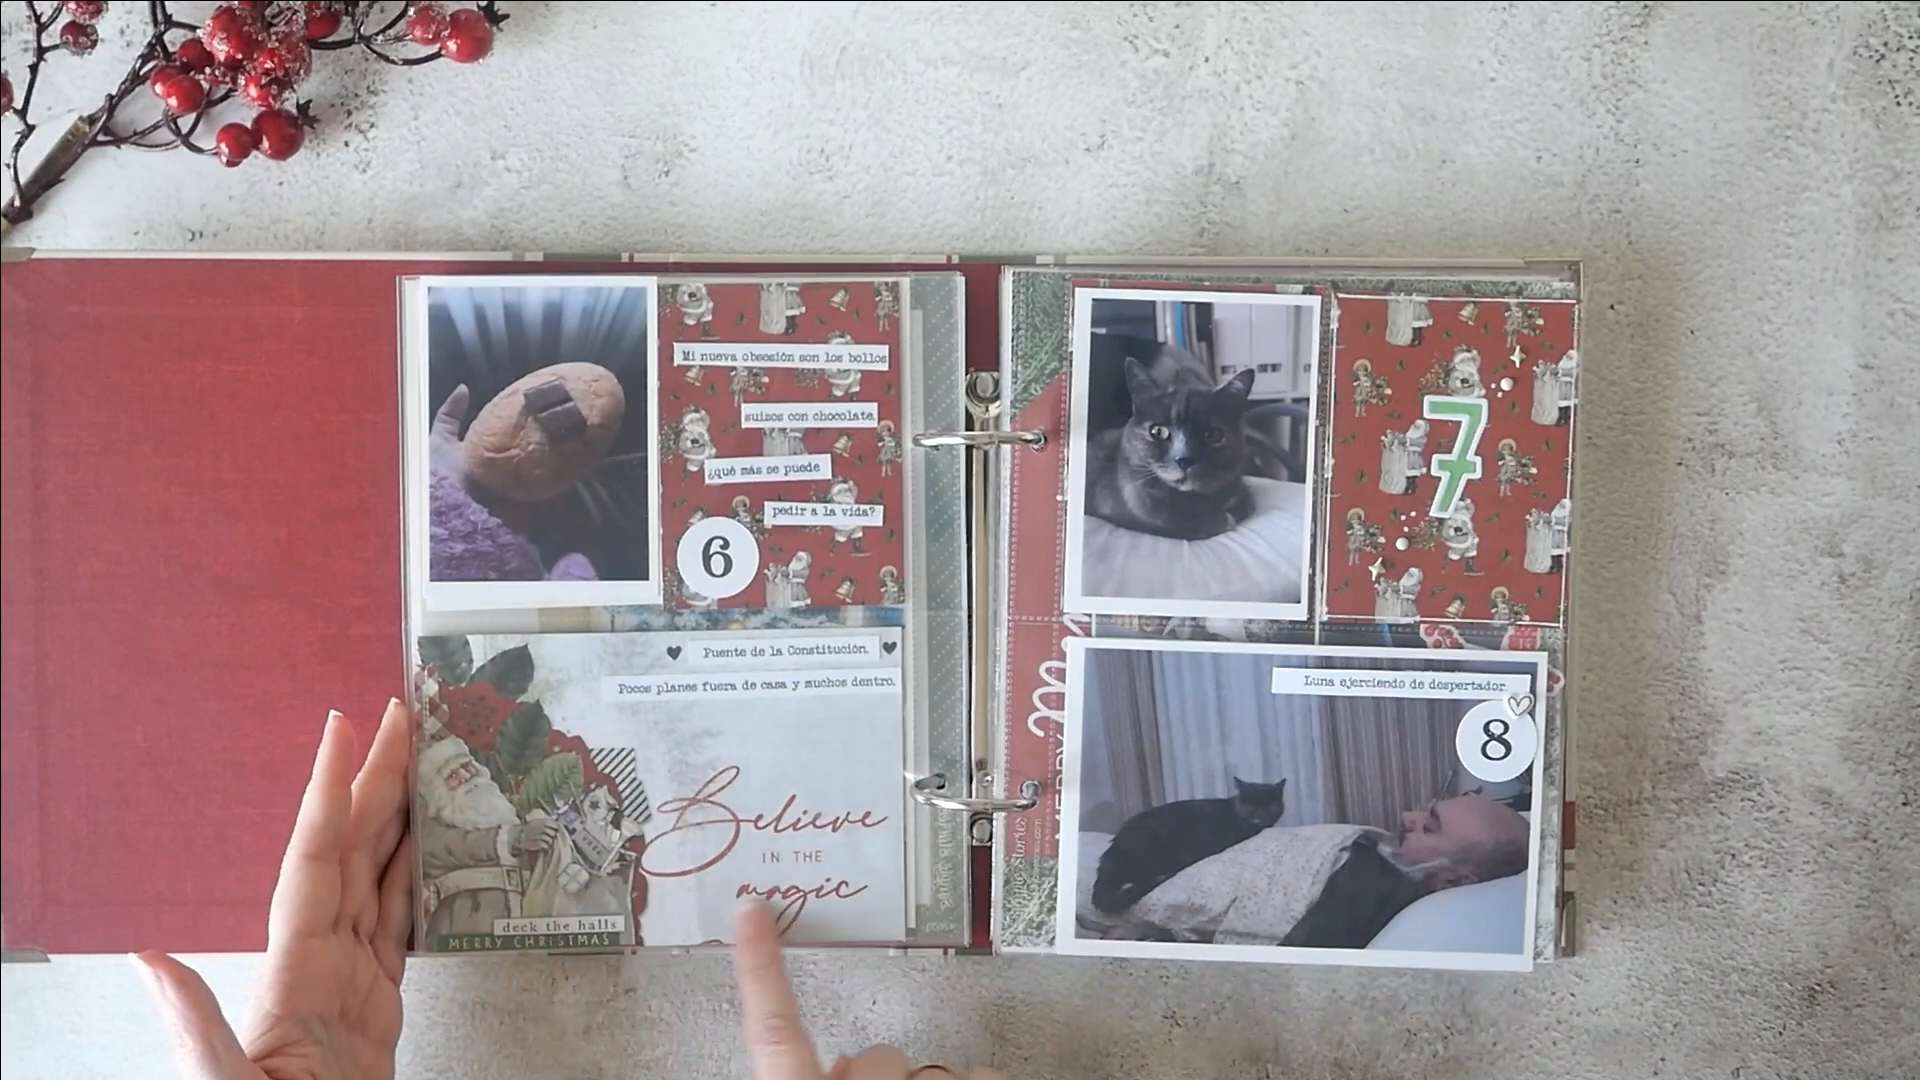 Mi nueva obsesión son los bollos
suizos con chocolate.
¿qué más se puede
pedir a la vida?
6
Puente de la Constitución.
Pocos planes fuera de casa y muchos dentro.
Believe
IN THE
magic
deck the halls
MERRY CHRISTMAS
7
Luna ejerciendo de despertador.
8